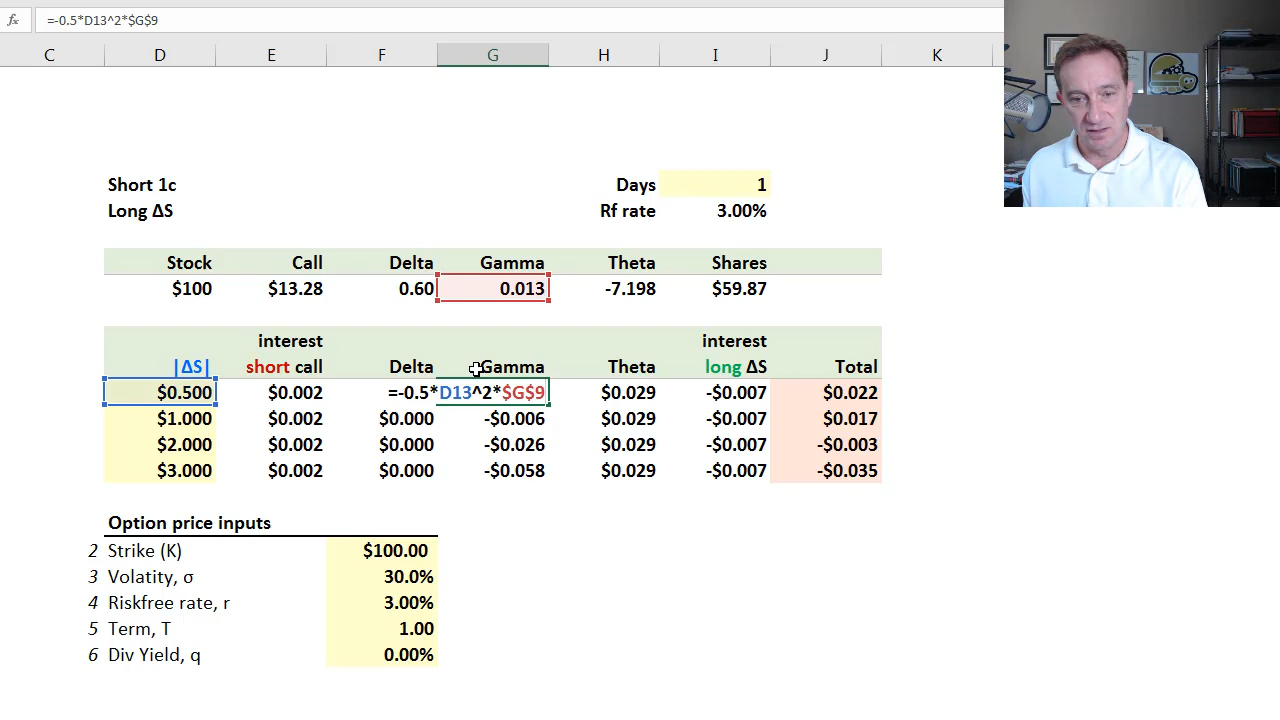 fx =-0.5*D13^2*$G$9
C D E F G H I J K
Short 1c Days 1
Long ΔS Rf rate 3.00%
Stock Call Delta Gamma Theta Shares
$100 $13.28 0.60 0.013 -7.198 $59.87
interest interest
|ΔS| short call Delta Gamma Theta long ΔS Total
$0.500 $0.002 =-0.5*D13^2*$G$9 $0.029 -$0.007 $0.022
$1.000 $0.002 $0.000 -$0.006 $0.029 -$0.007 $0.017
$2.000 $0.002 $0.000 -$0.026 $0.029 -$0.007 -$0.003
$3.000 $0.002 $0.000 -$0.058 $0.029 -$0.007 -$0.035
Option price inputs
2 Strike (K) $100.00
3 Volatity, σ 30.0%
4 Riskfree rate, r 3.00%
5 Term, T 1.00
6 Div Yield, q 0.00%